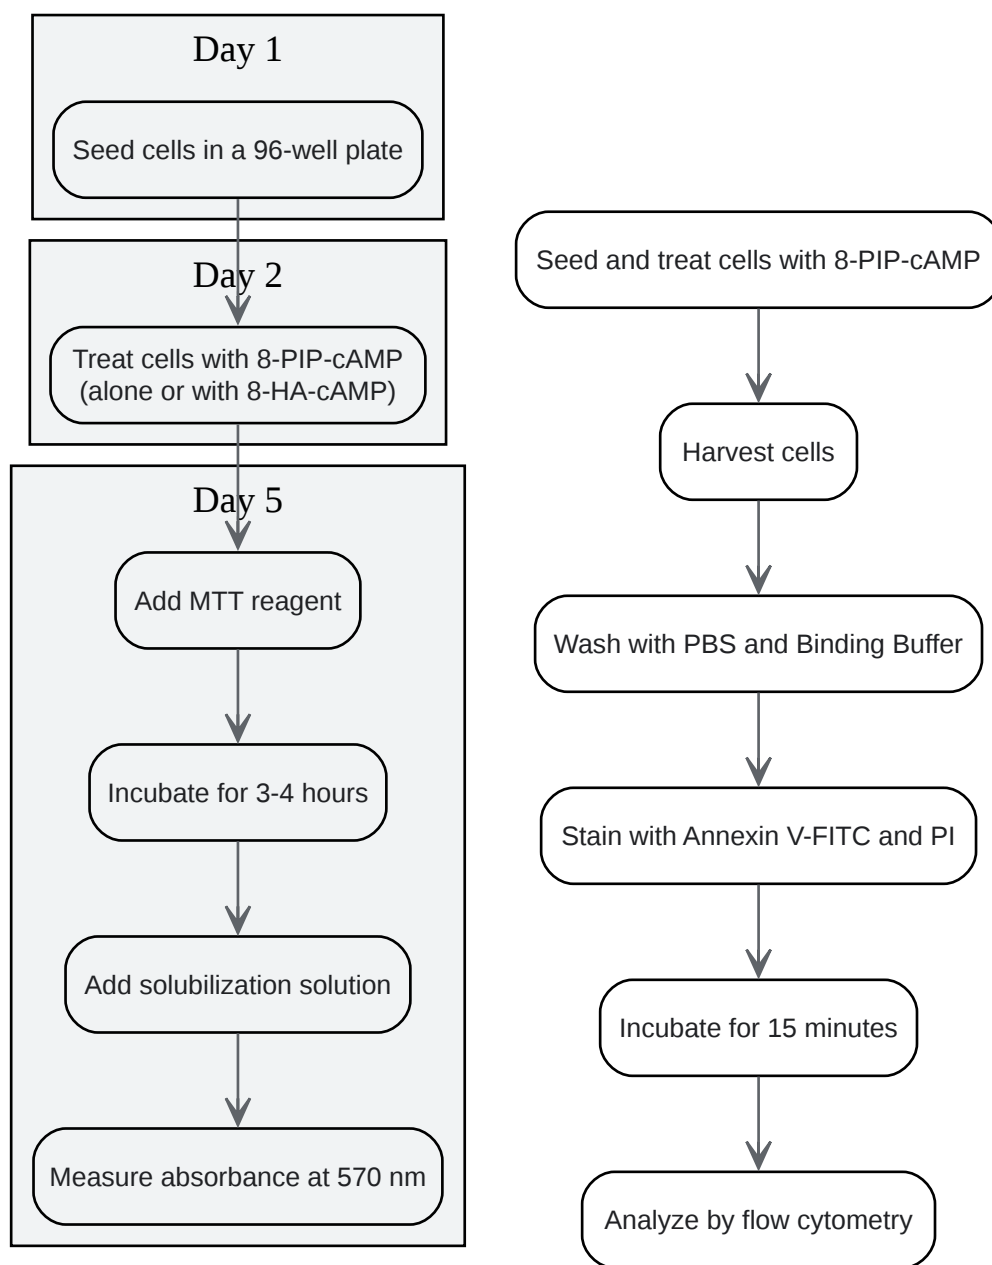 Day 1
Seed cells in a 96-well plate
Day 2
Treat cells with 8-PIP-cAMP
(alone or with 8-HA-cAMP)
Day 5
Add MTT reagent
Incubate for 3-4 hours
Add solubilization solution
Measure absorbance at 570 nm
Seed and treat cells with 8-PIP-cAMP
Harvest cells
Wash with PBS and Binding Buffer
Stain with Annexin V-FITC and PI
Incubate for 15 minutes
Analyze by flow cytometry